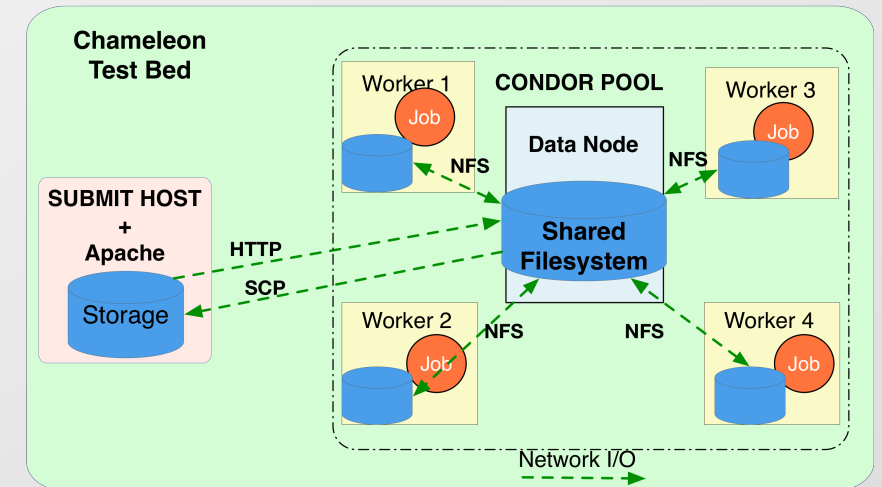 Chameleon
Test Bed
CONDOR POOL
Worker 1
Job
NFS
Data Node
Worker 3
Job
NFS
SUBMIT HOST
+
Apache
Storage
HTTP
SCP
Shared
Filesystem
Worker 2
Job
NFS
Worker 4
Job
NFS
Network I/O